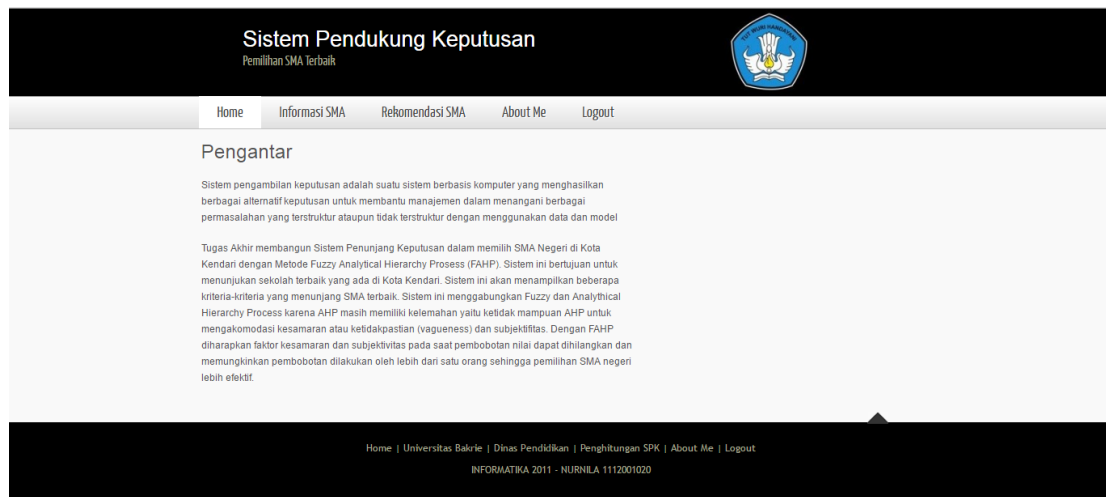 Sistem Pendukung Keputusan
Pemilihan SMA Terbaik
TUT WURI HANDAYANI
Home Informasi SMA Rekomendasi SMA About Me Logout
Pengantar
Sistem pengambilan keputusan adalah suatu sistem berbasis komputer yang menghasilkan
berbagai alternatif keputusan untuk membantu manajemen dalam menangani berbagai
permasalahan yang terstruktur ataupun tidak terstruktur dengan menggunakan data dan model
Tugas Akhir membangun Sistem Penunjang Keputusan dalam memilih SMA Negeri di Kota
Kendari dengan Metode Fuzzy Analytical Hierarchy Prosess (FAHP). Sistem ini bertujuan untuk
menunjukan sekolah terbaik yang ada di Kota Kendari. Sistem ini akan menampilkan beberapa
kriteria-kriteria yang menunjang SMA terbaik. Sistem ini menggabungkan Fuzzy dan Analythical
Hierarchy Process karena AHP masih memiliki kelemahan yaitu ketidak mampuan AHP untuk
mengakomodasi kesamaran atau ketidakpastian (vagueness) dan subjektifitas. Dengan FAHP
diharapkan faktor kesamaran dan subjektivitas pada saat pembobotan nilai dapat dihilangkan dan
memungkinkan pembobotan dilakukan oleh lebih dari satu orang sehingga pemilihan SMA negeri
lebih efektif.
Home | Universitas Bakrie | Dinas Pendidikan | Penghitungan SPK | About Me | Logout
INFORMATIKA 2011 - NURNILA 1112001020